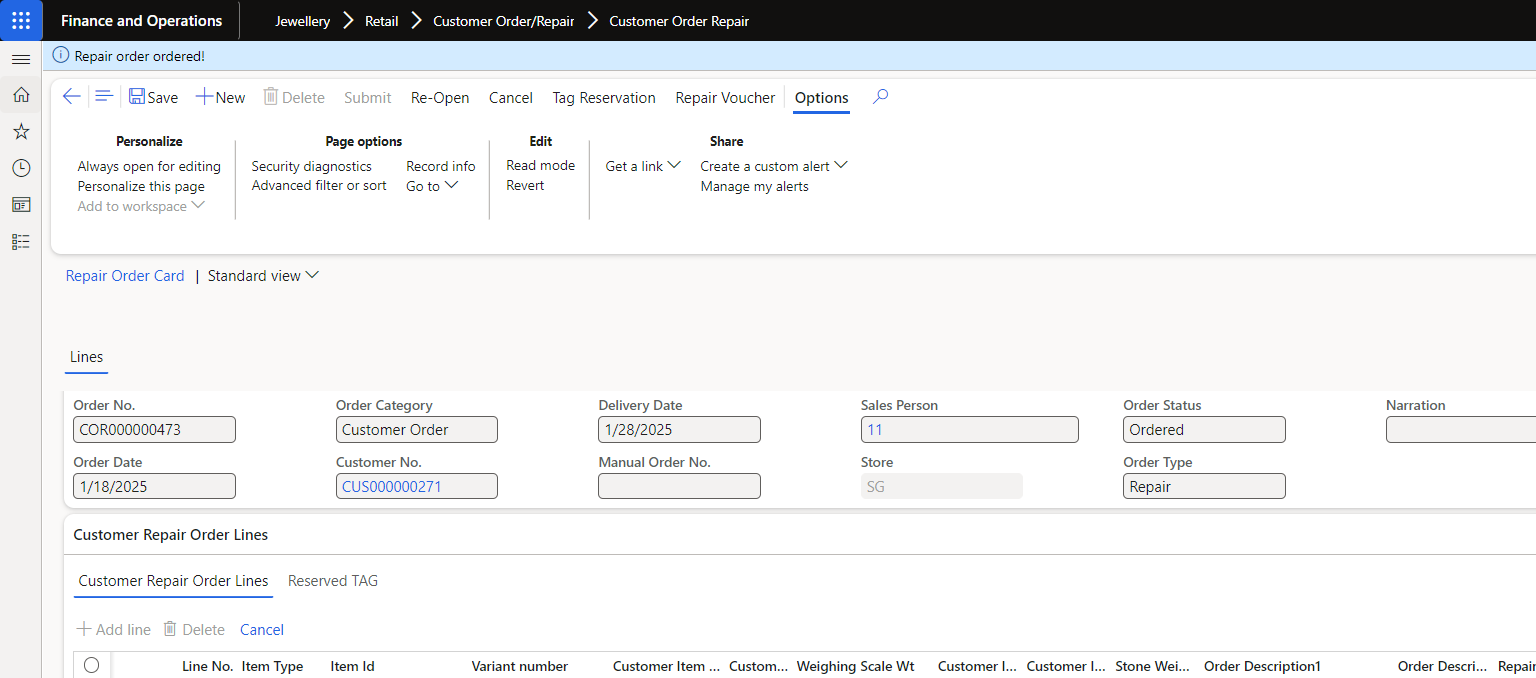 Finance and Operations Jewellery Retail Customer Order/Repair Customer Order Repair
Repair order ordered!
Save New Delete Submit Re-Open Cancel Tag Reservation Repair Voucher Options
Personalize Page options Edit Share
Always open for editing Security diagnostics Record info Read mode Get a link Create a custom alert
Personalize this page Advanced filter or sort Go to Revert Manage my alerts
Add to workspace
Repair Order Card | Standard view
Lines
Order No. Order Category Delivery Date Sales Person Order Status Narration
COR000000473 Customer Order 1/28/2025 11 Ordered
Order Date Customer No. Manual Order No. Store Order Type
1/18/2025 CUS000000271 SG Repair
Customer Repair Order Lines
Customer Repair Order Lines Reserved TAG
Add line Delete Cancel
Line No. Item Type Item Id Variant number Customer Item ... Custom... Weighing Scale Wt Customer I... Customer I... Stone Wei... Order Description1 Order Descri... Repair